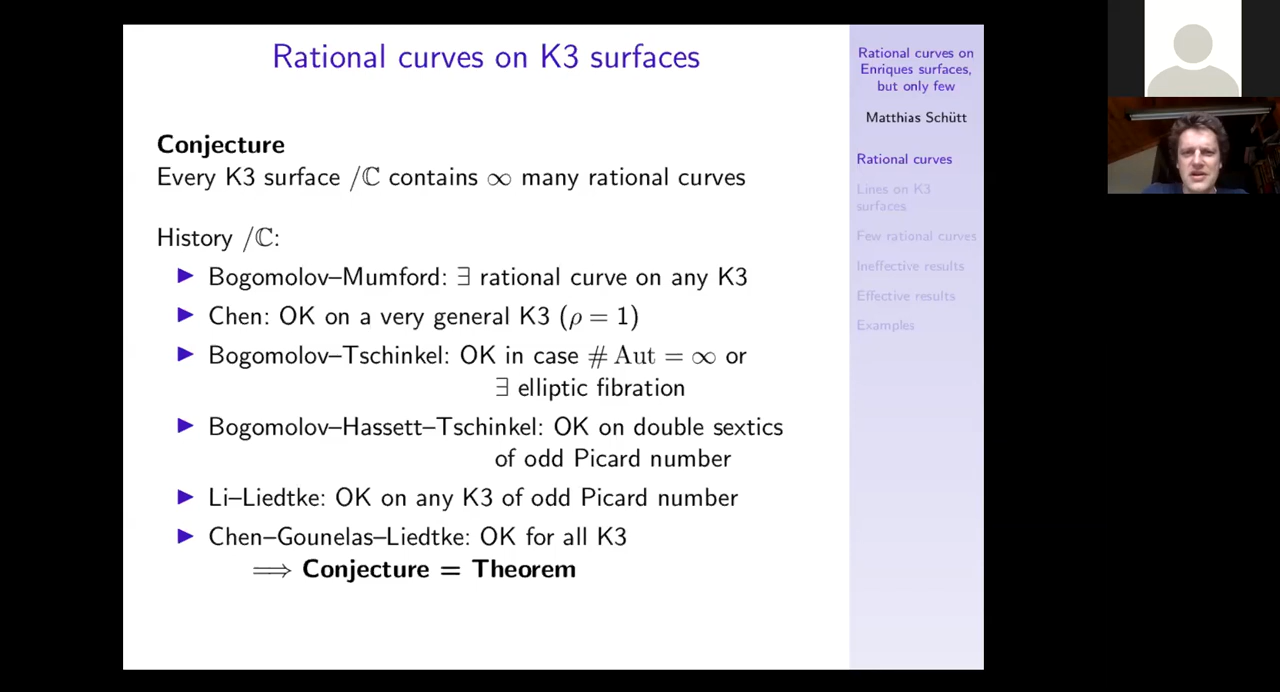 Rational curves on K3 surfaces
Conjecture
Every K3 surface /ℂ contains ∞ many rational curves
History /ℂ:
▶ Bogomolov–Mumford: ∃ rational curve on any K3
▶ Chen: OK on a very general K3 (ρ = 1)
▶ Bogomolov–Tschinkel: OK in case # Aut = ∞ or
∃ elliptic fibration
▶ Bogomolov–Hassett–Tschinkel: OK on double sextics
of odd Picard number
▶ Li–Liedtke: OK on any K3 of odd Picard number
▶ Chen–Gounelas–Liedtke: OK for all K3
⟹ Conjecture = Theorem
Rational curves on
Enriques surfaces,
but only few
Matthias Schütt
Rational curves
Lines on K3
surfaces
Few rational curves
Ineffective results
Effective results
Examples